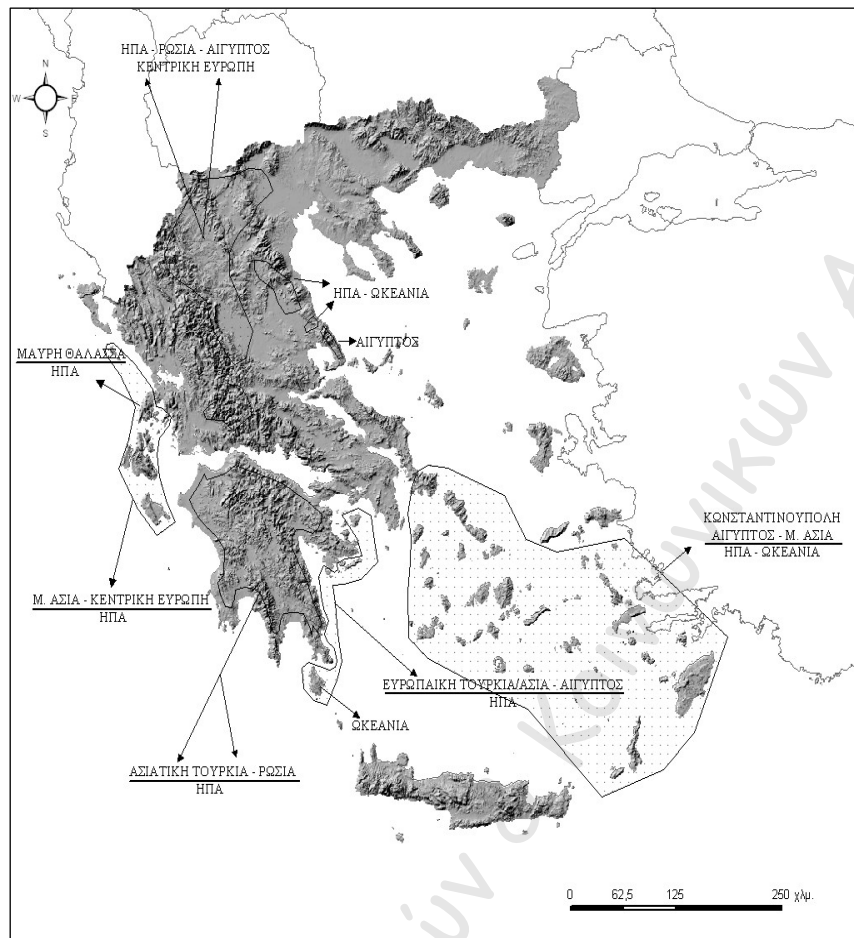 ΗΠΑ - ΡΩΣΙΑ - ΑΙΓΥΠΤΟΣ
ΚΕΝΤΡΙΚΗ ΕΥΡΩΠΗ
N
W E
S
ΗΠΑ - ΩΚΕΑΝΙΑ
ΑΙΓΥΠΤΟΣ
ΜΑΥΡΗ ΘΑΛΑΣΣΑ
ΗΠΑ
ΚΩΝΣΤΑΝΤΙΝΟΥΠΟΛΗ
ΑΙΓΥΠΤΟΣ - Μ. ΑΣΙΑ
ΗΠΑ - ΩΚΕΑΝΙΑ
Μ. ΑΣΙΑ - ΚΕΝΤΡΙΚΗ ΕΥΡΩΠΗ
ΗΠΑ
ΕΥΡΩΠΑΙΚΗ ΤΟΥΡΚΙΑ/ΑΣΙΑ - ΑΙΓΥΠΤΟΣ
ΗΠΑ
ΩΚΕΑΝΙΑ
ΑΣΙΑΤΙΚΗ ΤΟΥΡΚΙΑ - ΡΩΣΙΑ
ΗΠΑ
0 62,5 125 250 χλμ.
Κοινωνικών